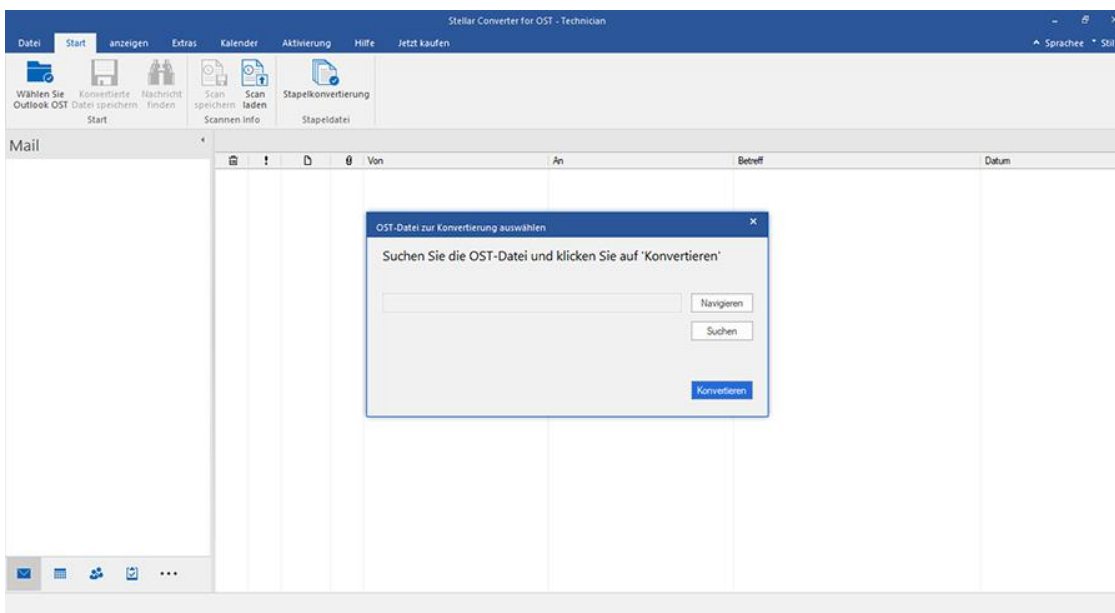 Stellar Converter for OST - Technician
Datei Start anzeigen Extras Kalender Aktivierung Hilfe Jetzt kaufen Sprachee
Wählen Sie Outlook OST
Konvertierte Datei speichern
Nachricht finden
Start
Scan speichern
Scan laden
Scannen Info
Stapelkonvertierung
Stapeldatei
Mail
Von An Betreff Datum
OST-Datei zur Konvertierung auswählen
Suchen Sie die OST-Datei und klicken Sie auf 'Konvertieren'
Navigieren
Suchen
Konvertieren